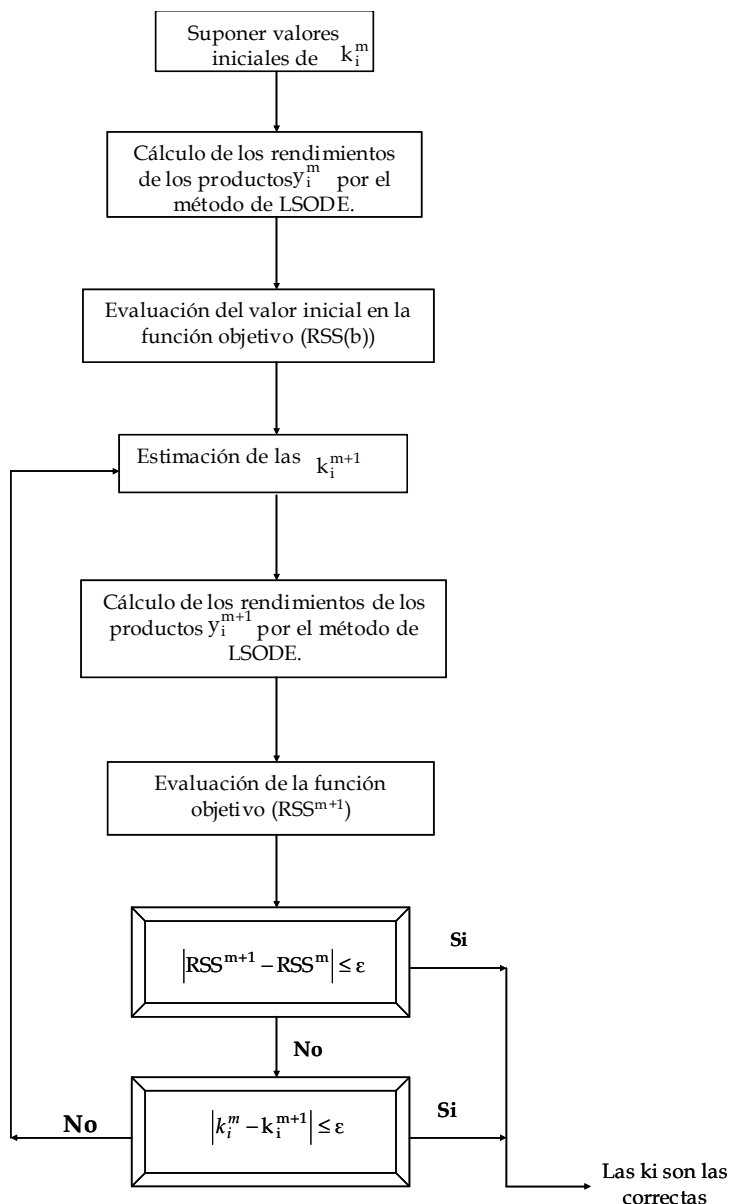 Suponer valores
iniciales de k_i^m
Cálculo de los rendimientos
de los productos y_i^m por el
método de LSODE.
Evaluación del valor inicial en la
función objetivo (RSS(b))
Estimación de las k_i^{m+1}
Cálculo de los rendimientos de los
productos y_i^{m+1} por el método de
LSODE.
Evaluación de la función
objetivo (RSS^{m+1})
|RSS^{m+1} − RSS^m| ≤ ε
Si
No
|k_i^m − k_i^{m+1}| ≤ ε
Si
No
Las ki son las
correctas